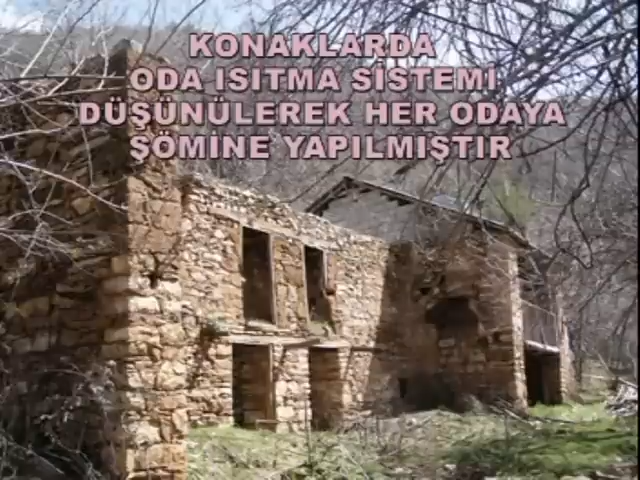 KONAKLARDA
ODA ISITMA SİSTEMİ
DÜŞÜNÜLEREK HER ODAYA
ŞÖMİNE YAPILMIŞTIR